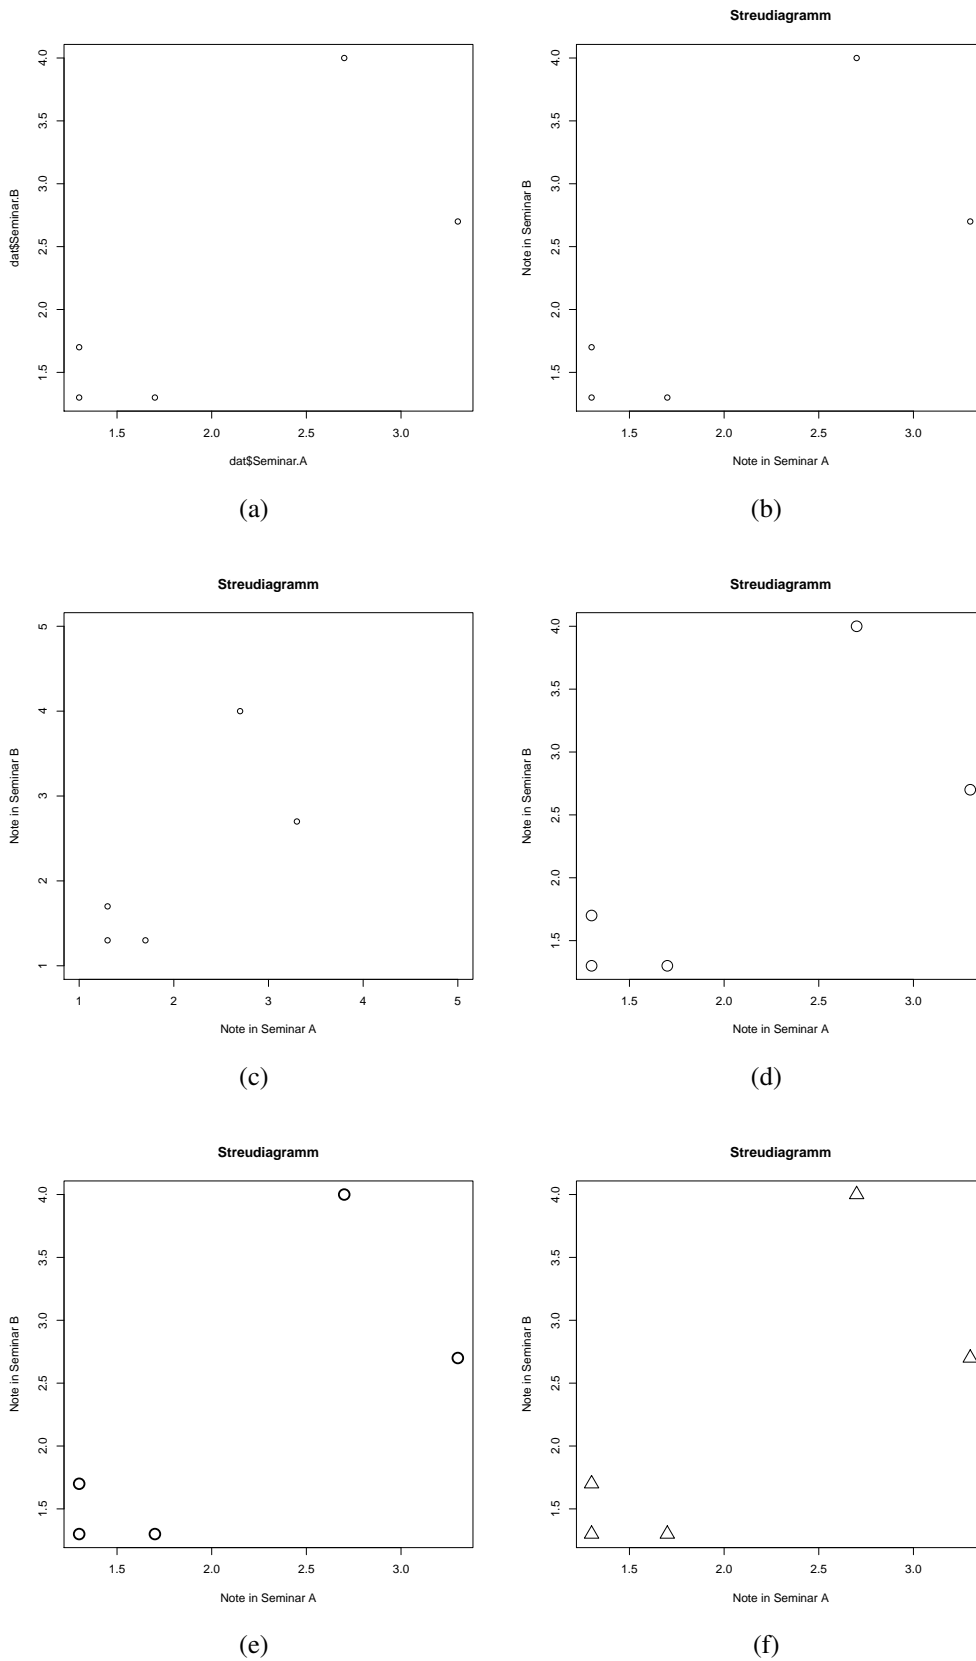 Streudiagramm
4.0
3.5
3.0
2.5
2.0
1.5
dat$Seminar.B
1.5 2.0 2.5 3.0
dat$Seminar.A
(a)
4.0
3.5
3.0
2.5
2.0
1.5
Note in Seminar B
1.5 2.0 2.5 3.0
Note in Seminar A
(b)
Streudiagramm
5
4
3
2
1
Note in Seminar B
1 2 3 4 5
Note in Seminar A
(c)
Streudiagramm
4.0
3.5
3.0
2.5
2.0
1.5
Note in Seminar B
1.5 2.0 2.5 3.0
Note in Seminar A
(d)
Streudiagramm
4.0
3.5
3.0
2.5
2.0
1.5
Note in Seminar B
1.5 2.0 2.5 3.0
Note in Seminar A
(e)
Streudiagramm
4.0
3.5
3.0
2.5
2.0
1.5
Note in Seminar B
1.5 2.0 2.5 3.0
Note in Seminar A
(f)